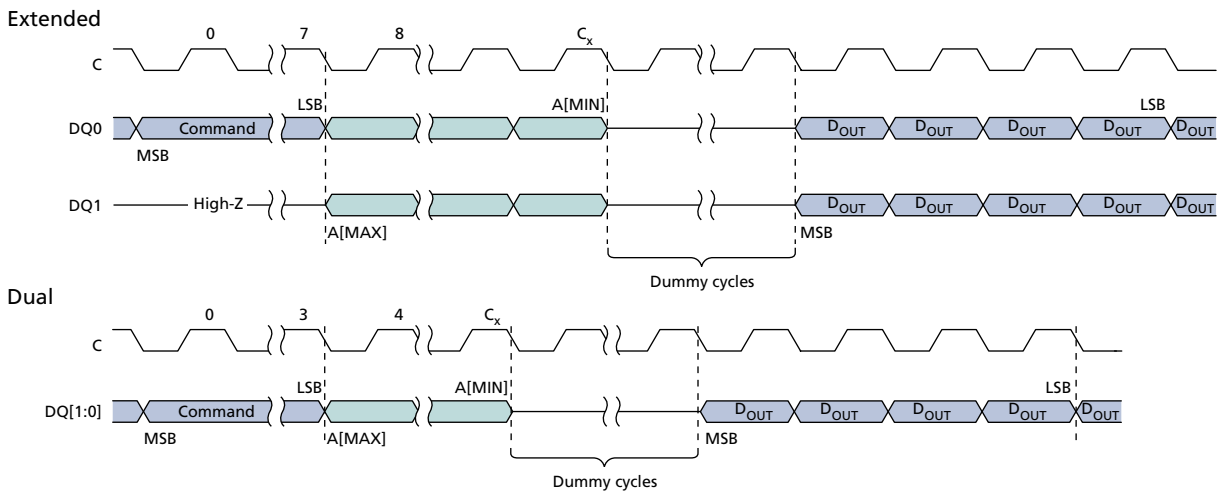 Extended
0 7 8 Cx
C
LSB A[MIN] LSB
DQ0 Command DOUT DOUT DOUT DOUT DOUT
MSB
DQ1 High-Z DOUT DOUT DOUT DOUT DOUT
A[MAX] MSB
Dummy cycles
Dual
0 3 4 Cx
C
LSB A[MIN] LSB
DQ[1:0] Command DOUT DOUT DOUT DOUT DOUT
MSB A[MAX] MSB
Dummy cycles